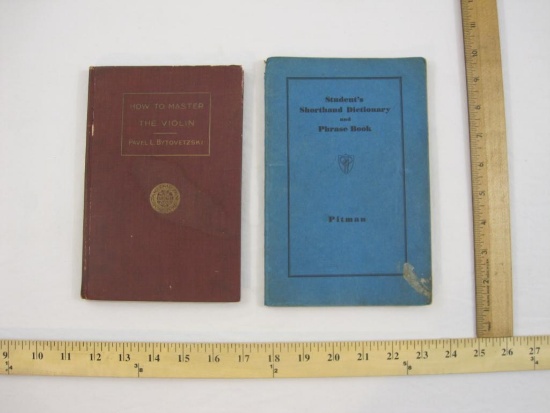 HOW TO MASTER
THE VIOLIN
PAVEL L. BYTOVETZSKI
Student's
Shorthand Dictionary
and
Phrase Book
Pitman
9 10 11 12 13 14 15 16 17 18 19 20 21 22 23 24 25 26 27